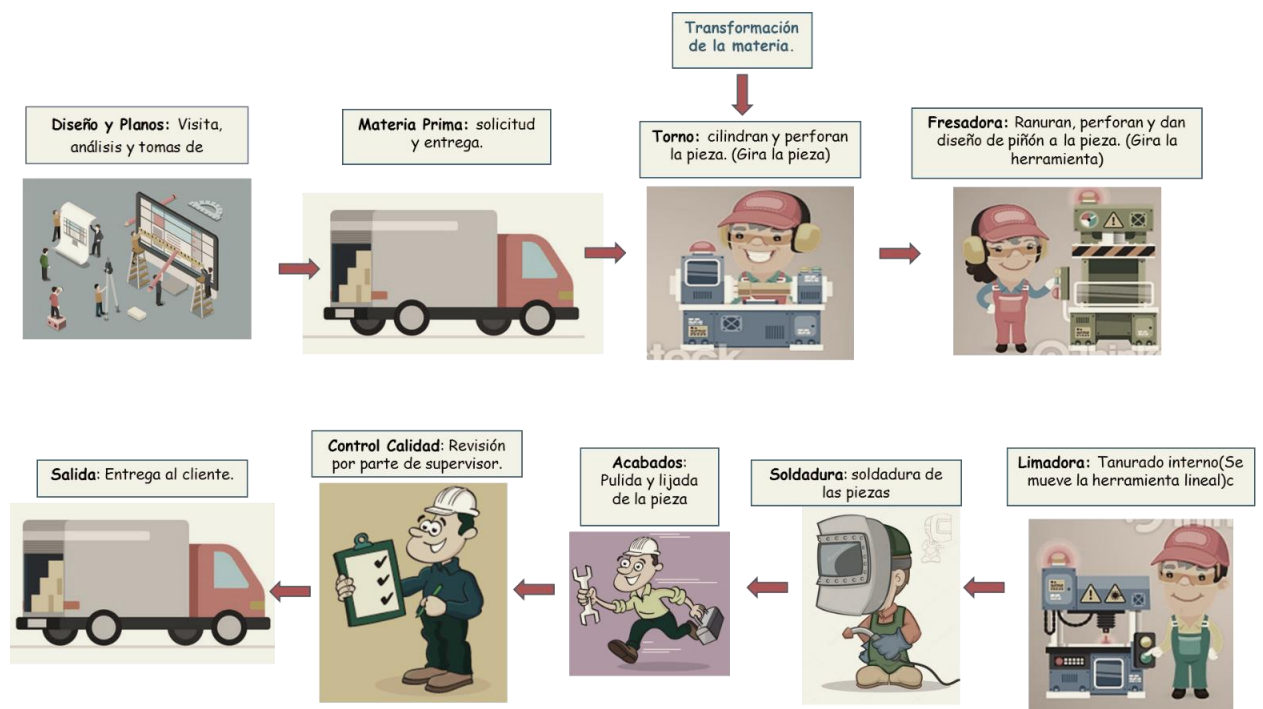 Transformación
de la materia.
Diseño y Planos: Visita,
análisis y tomas de
Materia Prima: solicitud
y entrega.
Torno: cilindran y perforan
la pieza. (Gira la pieza)
Fresadora: Ranuran, perforan y dan
diseño de piñón a la pieza. (Gira la
herramienta)
Salida: Entrega al cliente.
Control Calidad: Revisión
por parte de supervisor.
Acabados:
Pulida y lijada
de la pieza
Soldadura: soldadura de
las piezas
Limadora: Tanurado interno(Se
mueve la herramienta lineal)c